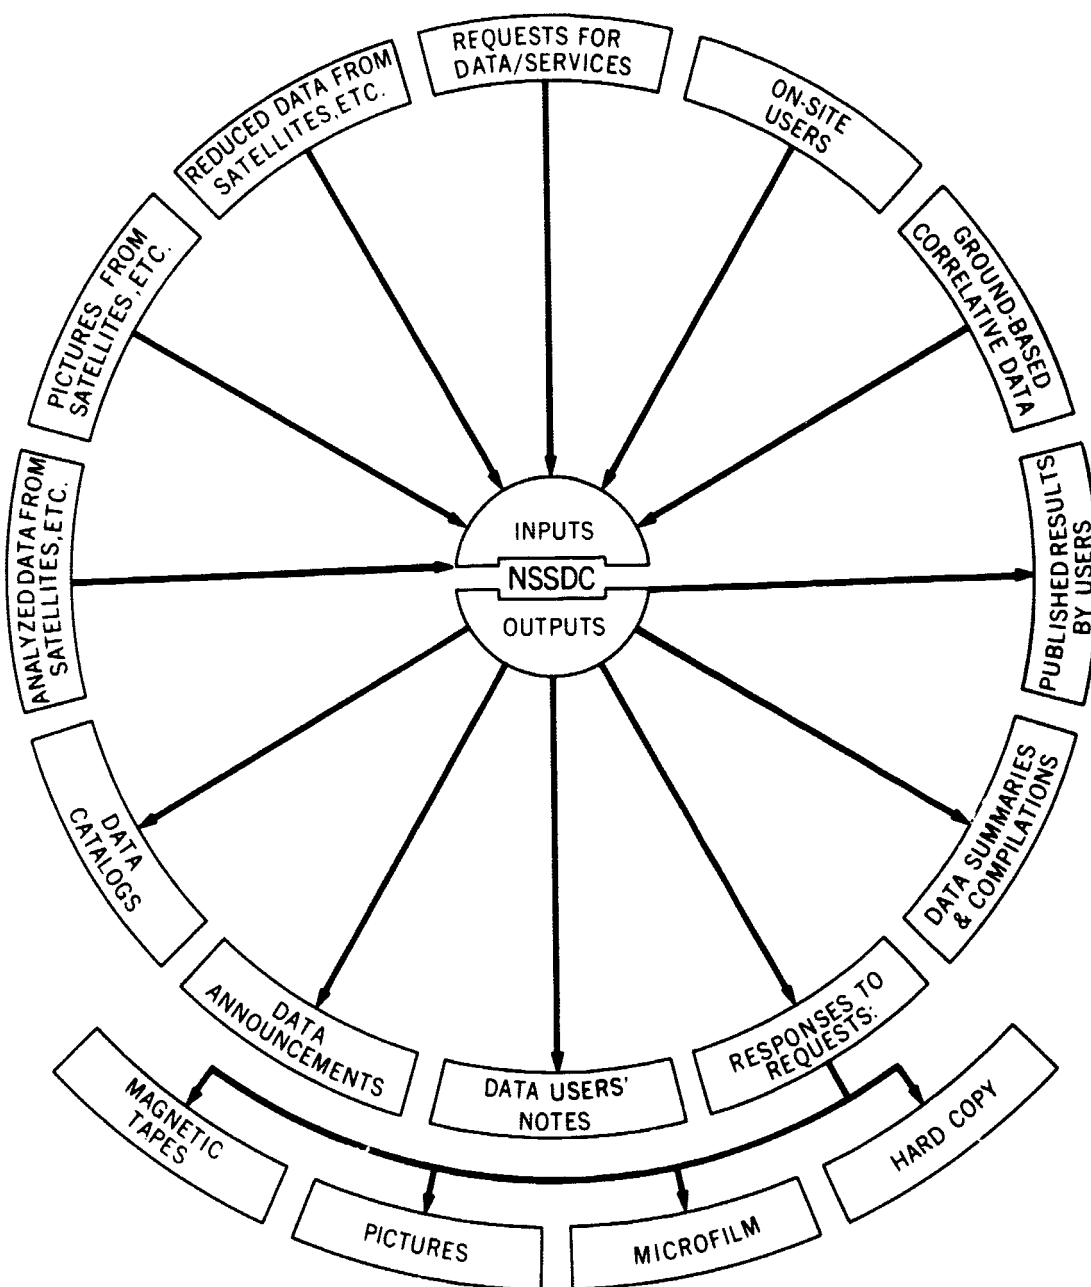 REQUESTS FOR
DATA/SERVICES
REDUCED DATA FROM
SATELLITES, ETC.
ON-SITE
USERS
PICTURES FROM
SATELLITES, ETC.
GROUND-BASED
CORRELATIVE DATA
ANALYZED DATA FROM
SATELLITES, ETC.
INPUTS
NSSDC
OUTPUTS
PUBLISHED RESULTS
BY USERS
DATA
CATALOGS
DATA SUMMARIES
& COMPILATIONS
DATA
ANNOUNCEMENTS
DATA USERS'
NOTES
RESPONSES TO
REQUESTS:
MAGNETIC
TAPES
PICTURES
MICROFILM
HARD COPY